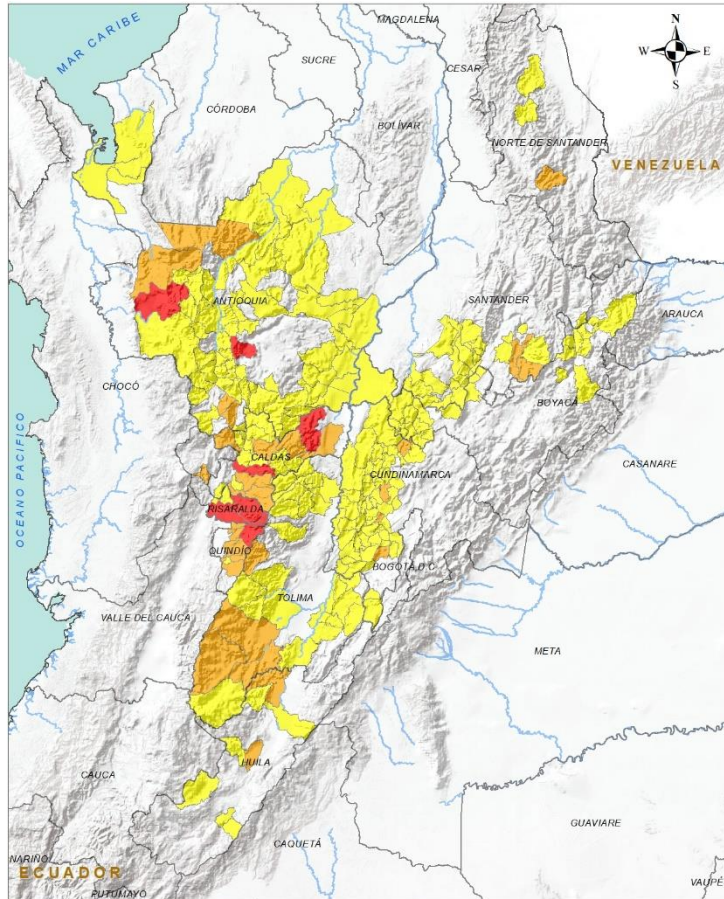 MAGDALENA
N
MAR CARIBE
W
E
SUCRE
CESAR
S
CÓRDOBA
BOLÍVAR
NORTE DE SANTANDER
VENEZUELA
ANTIOQUIA
SANTANDER
ARAUCA
CHOCÓ
BOYACÁ
OCEANO PACIFICO
CALDAS
CUNDINAMARCA
CASANARE
RISARALDA
QUINDÍO
BOGOTÁ, D.C
TOLIMA
VALLE DEL CAUCA
META
HUILA
CAUCA
GUAVIARE
CAQUETÁ
NARIÑO
ECUADOR
PUTUMAYO
VAUPÉ